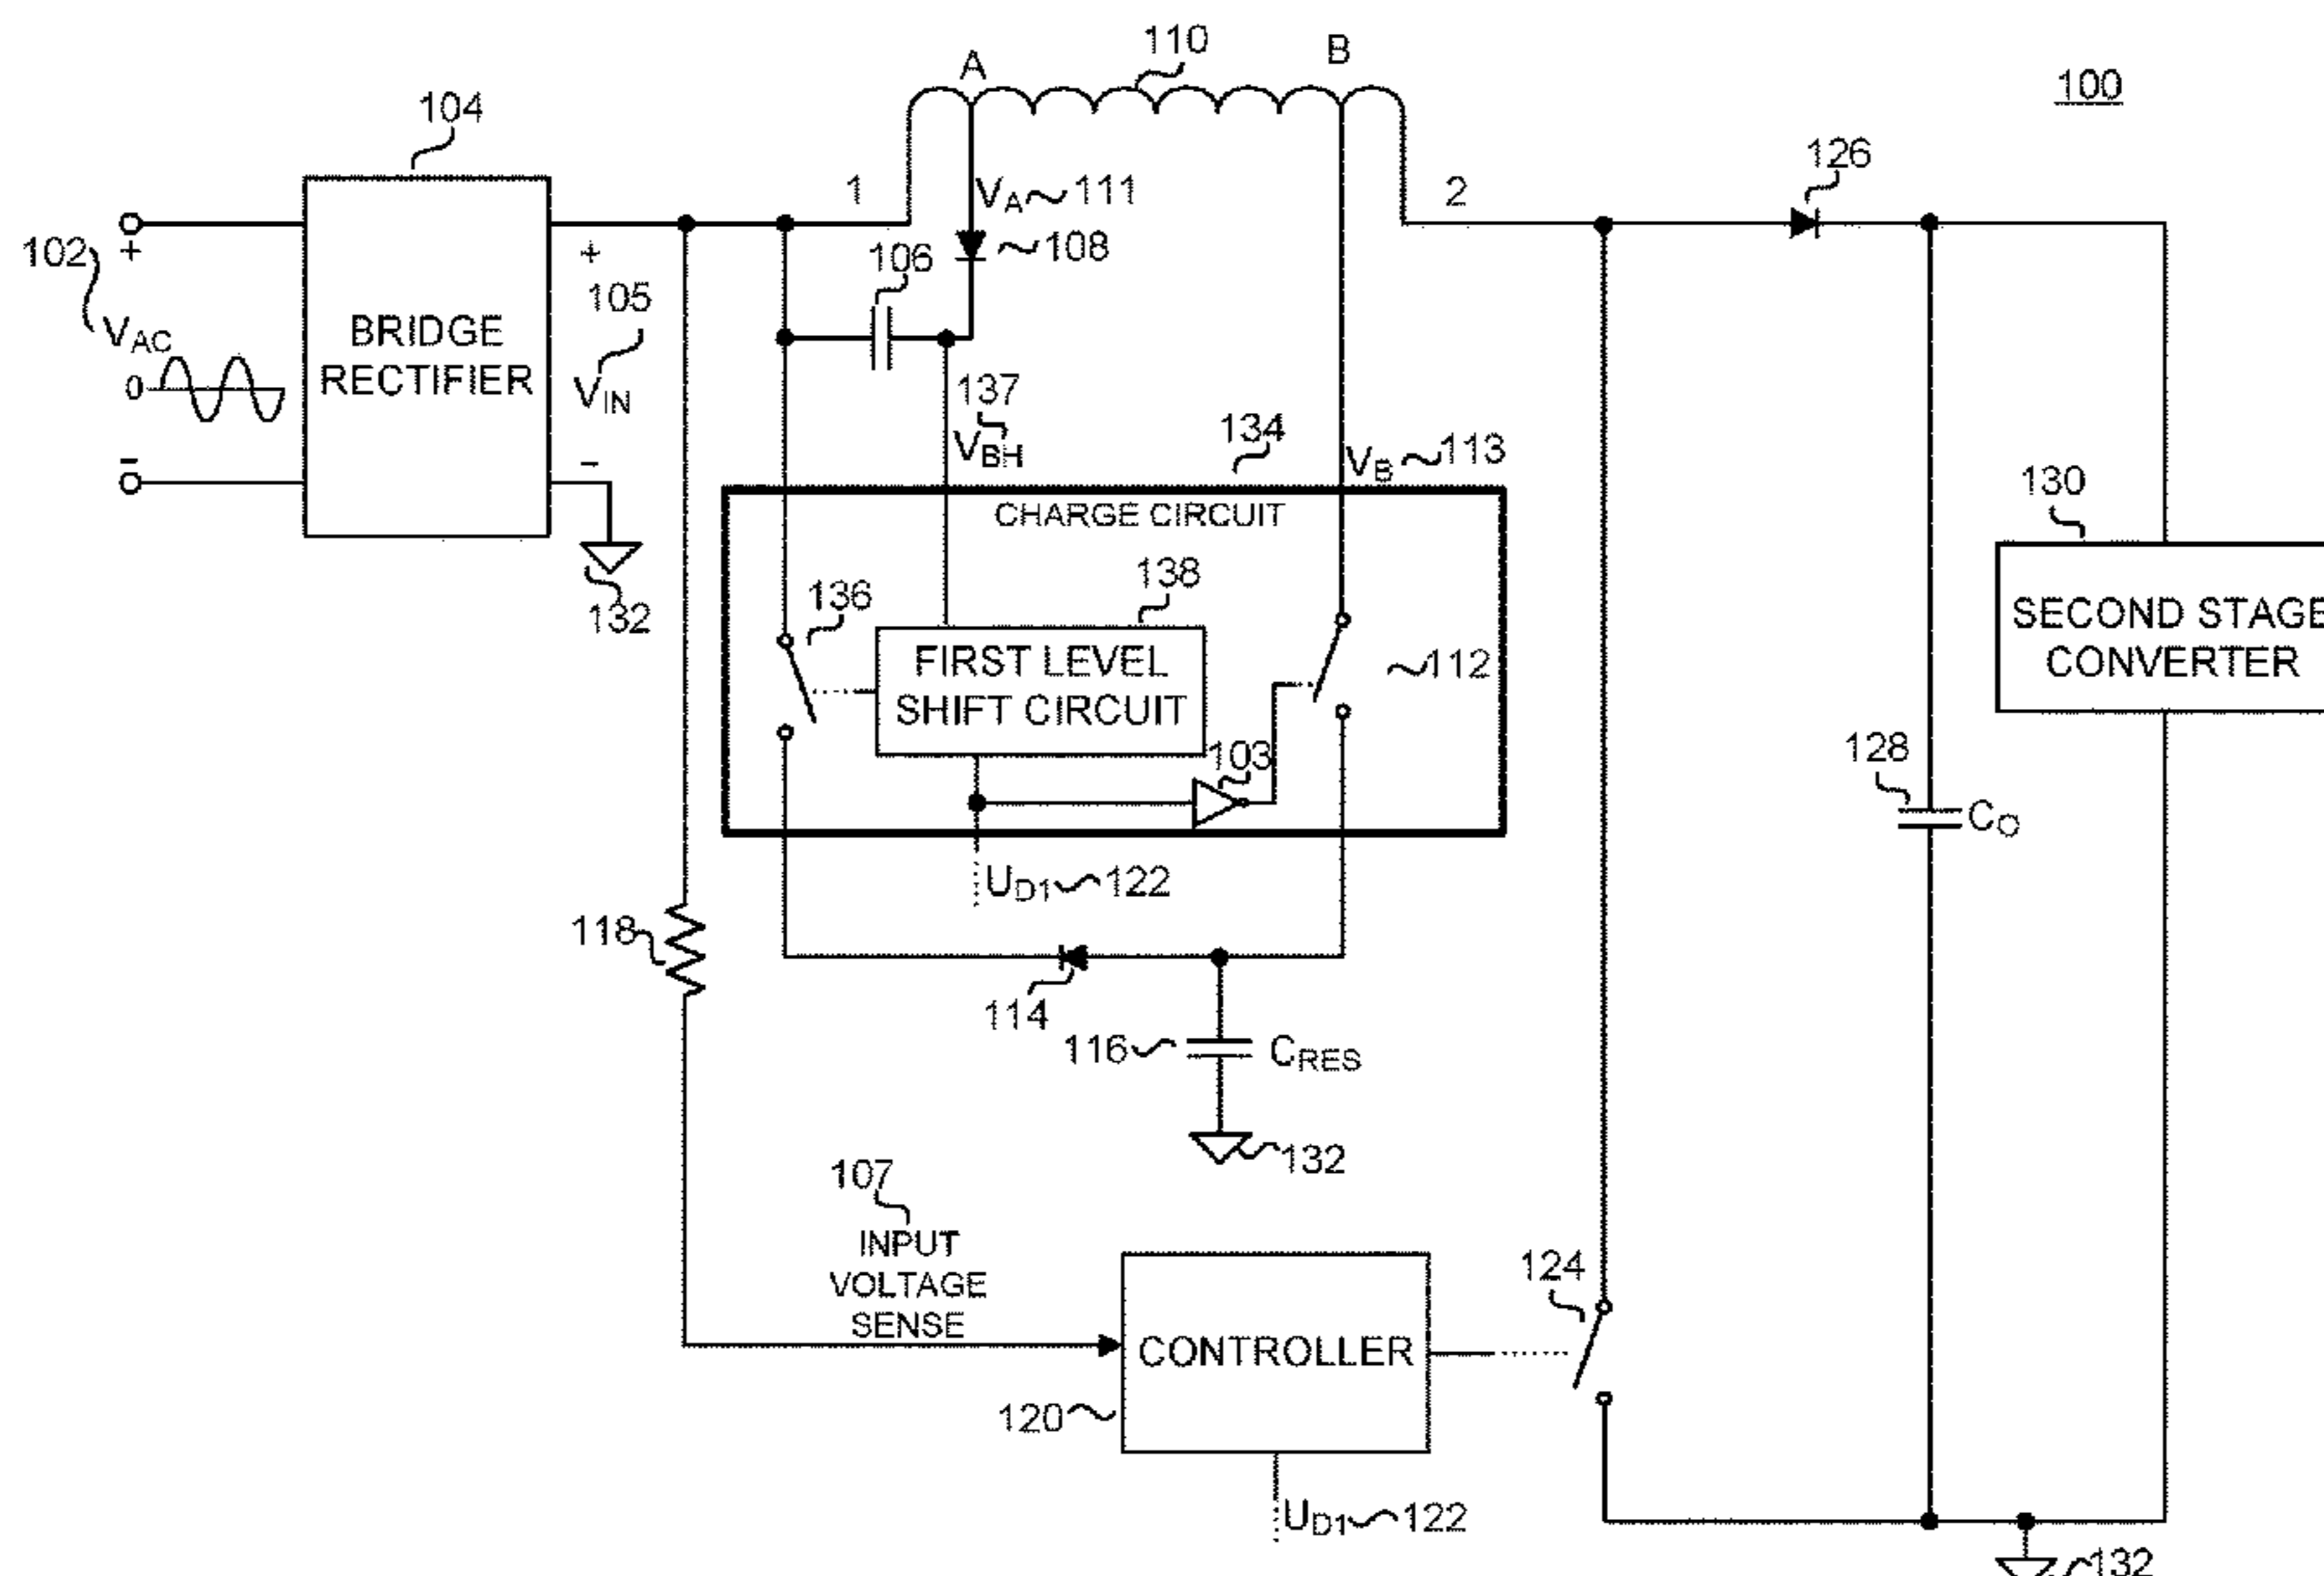 110
A
B
100
104
126
1
VA 111
2
102
+
+
106
108
105
VAC
BRIDGE
RECTIFIER
0
VIN
137
134
VBH
VB 113
-
-
130
CHARGE CIRCUIT
132
136
138
SECOND STAGE
CONVERTER
FIRST LEVEL
SHIFT CIRCUIT
112
103
128
CO
UD1 122
118
114
116
CRES
132
107
INPUT
VOLTAGE
SENSE
124
CONTROLLER
120
UD1 122
132